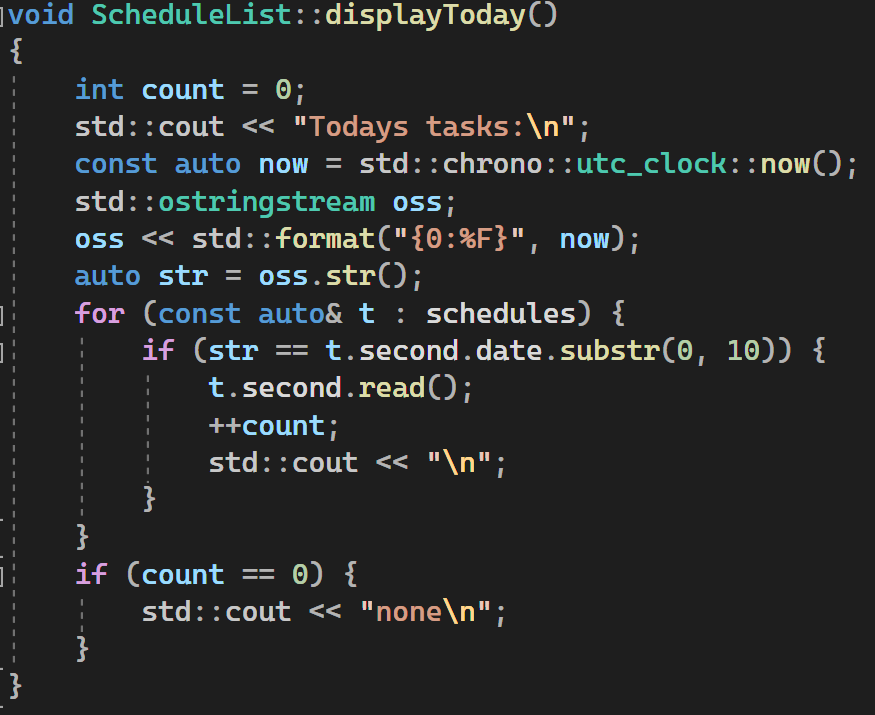 void ScheduleList::displayToday()
{
    int count = 0;
    std::cout << "Todays tasks:\n";
    const auto now = std::chrono::utc_clock::now();
    std::ostringstream oss;
    oss << std::format("{0:%F}", now);
    auto str = oss.str();
    for (const auto& t : schedules) {
        if (str == t.second.date.substr(0, 10)) {
            t.second.read();
            ++count;
            std::cout << "\n";
        }
    }
    if (count == 0) {
        std::cout << "none\n";
    }
}